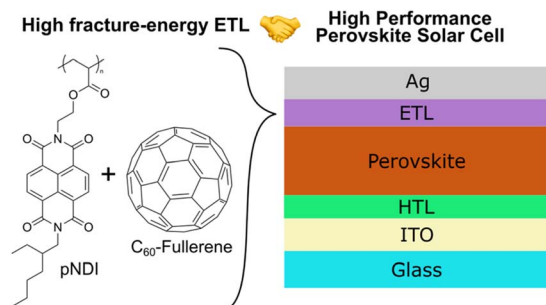 High fracture-energy ETL
High Performance
Perovskite Solar Cell
n
O
O
O
N
O
O
+
O
N
O
pNDI
C₆₀-Fullerene
Ag
ETL
Perovskite
HTL
ITO
Glass